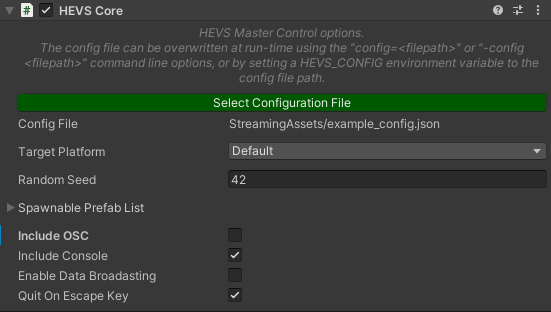 HEVS Core
HEVS Master Control options.
The config file can be overwritten at run-time using the "config=<filepath>" or "-config
<filepath>" command line options, or by setting a HEVS_CONFIG environment variable to the
config file path.
Select Configuration File
Config File StreamingAssets/example_config.json
Target Platform Default
Random Seed 42
Spawnable Prefab List
Include OSC
Include Console
Enable Data Broadasting
Quit On Escape Key